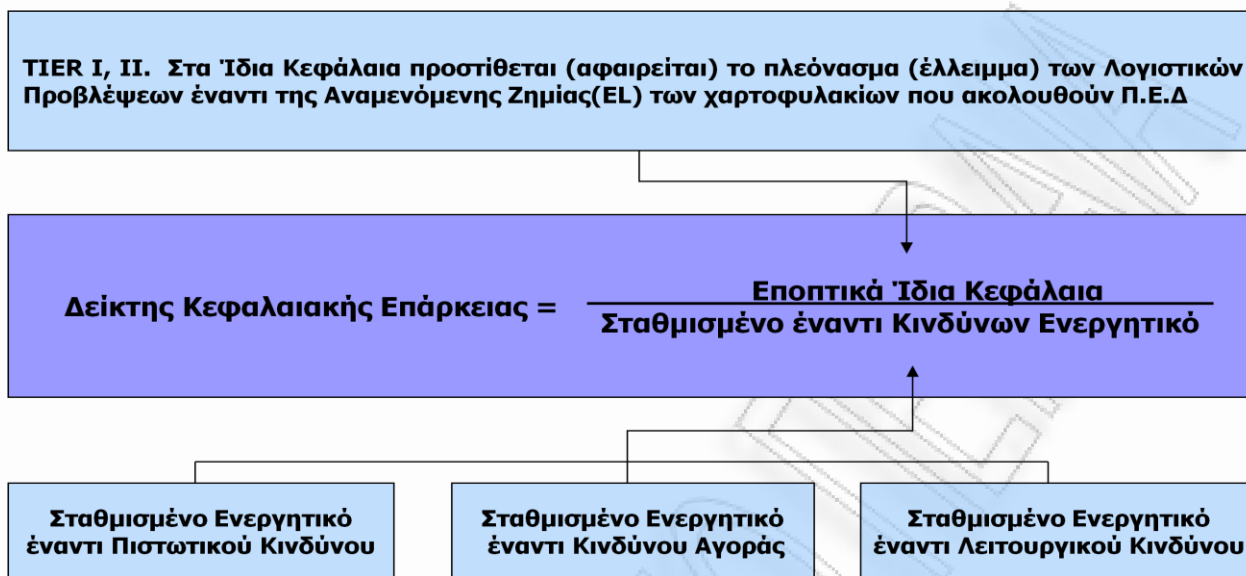 TIER I, II. Στα Ίδια Κεφάλαια προστίθεται (αφαιρείται) το πλεόνασμα (έλλειμμα) των Λογιστικών
Προβλέψεων έναντι της Αναμενόμενης Ζημίας(EL) των χαρτοφυλακίων που ακολουθούν Π.Ε.Δ
Εποπτικά Ίδια Κεφάλαια
Δείκτης Κεφαλαιακής Επάρκειας =
Σταθμισμένο έναντι Κινδύνων Ενεργητικό
Σταθμισμένο Ενεργητικό
έναντι Πιστωτικού Κινδύνου
Σταθμισμένο Ενεργητικό
έναντι Κινδύνου Αγοράς
Σταθμισμένο Ενεργητικό
έναντι Λειτουργικού Κινδύνου